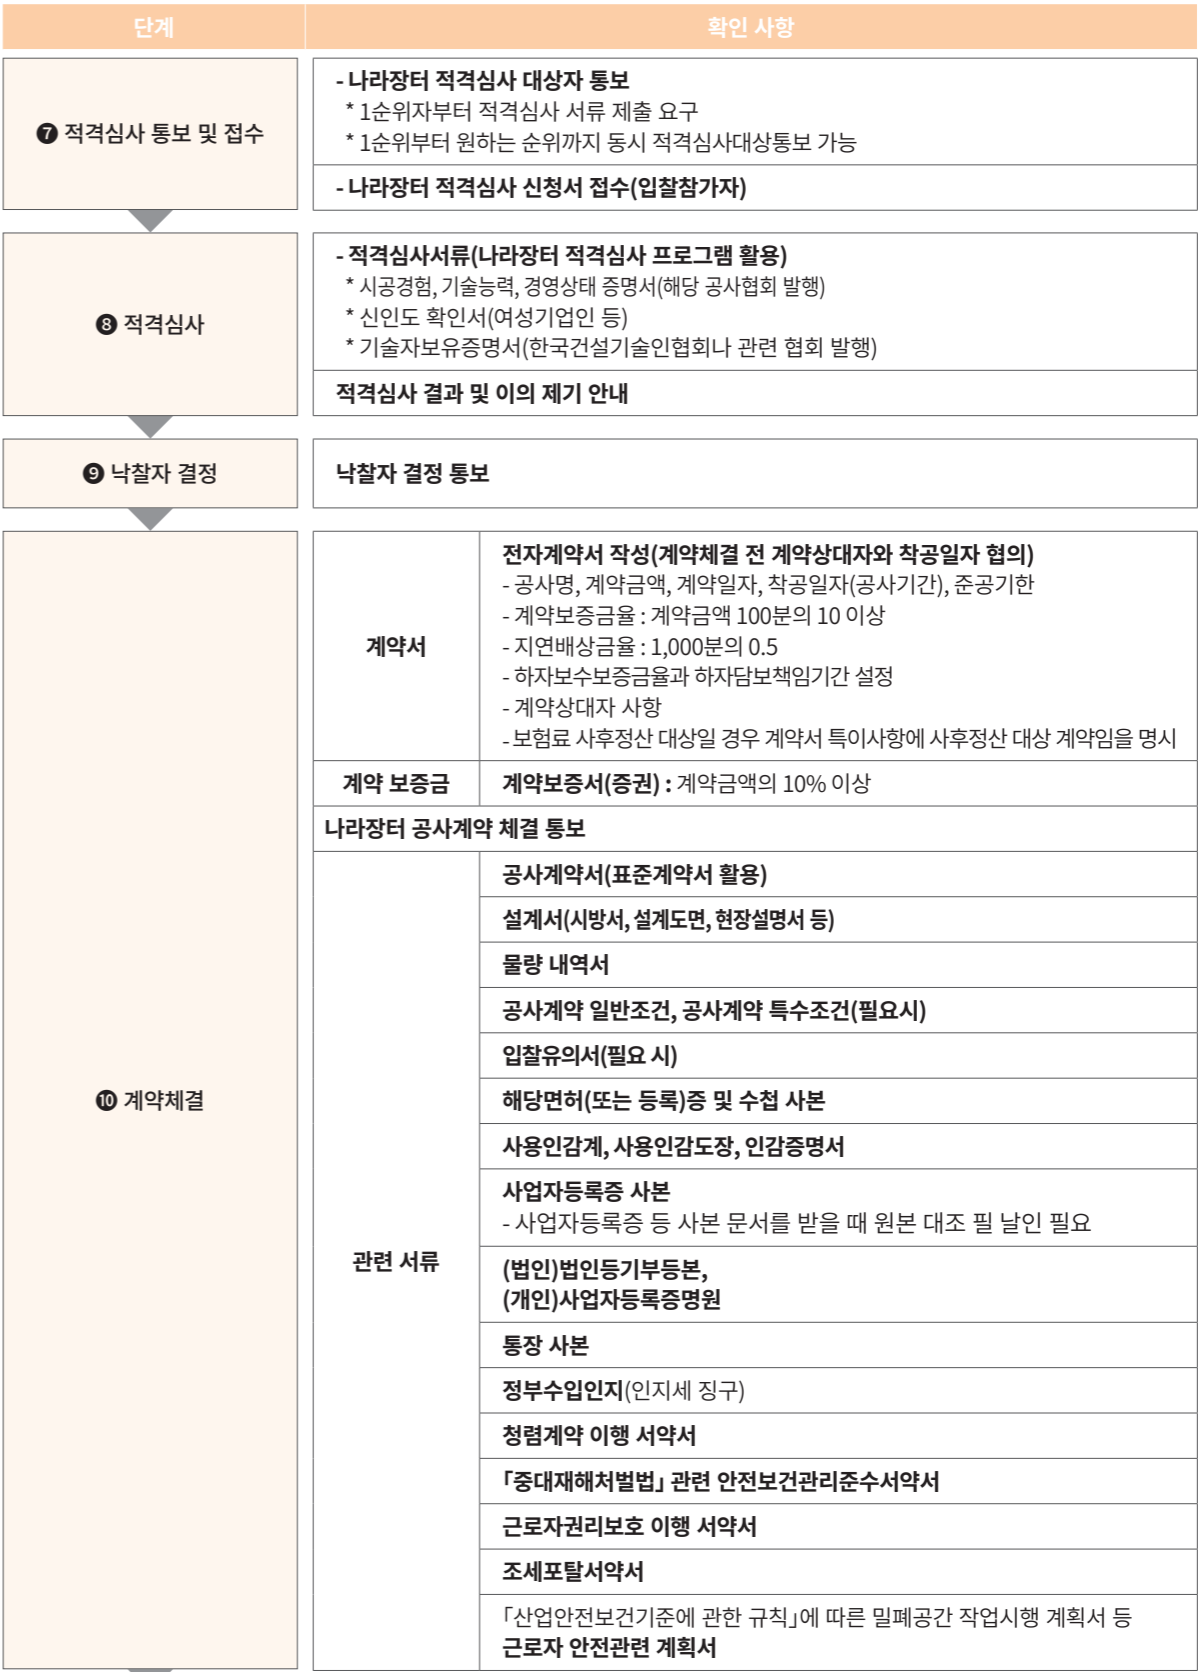 단계
확인 사항
❼ 적격심사 통보 및 접수
- 나라장터 적격심사 대상자 통보
* 1순위자부터 적격심사 서류 제출 요구
* 1순위부터 원하는 순위까지 동시 적격심사대상통보 가능
- 나라장터 적격심사 신청서 접수(입찰참가자)
❽ 적격심사
- 적격심사서류(나라장터 적격심사 프로그램 활용)
* 시공경험, 기술능력, 경영상태 증명서(해당 공사협회 발행)
* 신인도 확인서(여성기업인 등)
* 기술자보유증명서(한국건설기술인협회나 관련 협회 발행)
적격심사 결과 및 이의 제기 안내
❾ 낙찰자 결정
낙찰자 결정 통보
❿ 계약체결
계약서
전자계약서 작성(계약체결 전 계약상대자와 착공일자 협의)
- 공사명, 계약금액, 계약일자, 착공일자(공사기간), 준공기한
- 계약보증금율 : 계약금액 100분의 10 이상
- 지연배상금율 : 1,000분의 0.5
- 하자보수보증금율과 하자담보책임기간 설정
- 계약상대자 사항
- 보험료 사후정산 대상일 경우 계약서 특이사항에 사후정산 대상 계약임을 명시
계약 보증금
계약보증서(증권) : 계약금액의 10% 이상
나라장터 공사계약 체결 통보
관련 서류
공사계약서(표준계약서 활용)
설계서(시방서, 설계도면, 현장설명서 등)
물량 내역서
공사계약 일반조건, 공사계약 특수조건(필요시)
입찰유의서(필요 시)
해당면허(또는 등록)증 및 수첩 사본
사용인감계, 사용인감도장, 인감증명서
사업자등록증 사본
- 사업자등록증 등 사본 문서를 받을 때 원본 대조 필 날인 필요
(법인)법인등기부등본,
(개인)사업자등록증명원
통장 사본
정부수입인지(인지세 징구)
청렴계약 이행 서약서
「중대재해처벌법」 관련 안전보건관리준수서약서
근로자권리보호 이행 서약서
조세포탈서약서
「산업안전보건기준에 관한 규칙」에 따른 밀폐공간 작업시행 계획서 등
근로자 안전관련 계획서